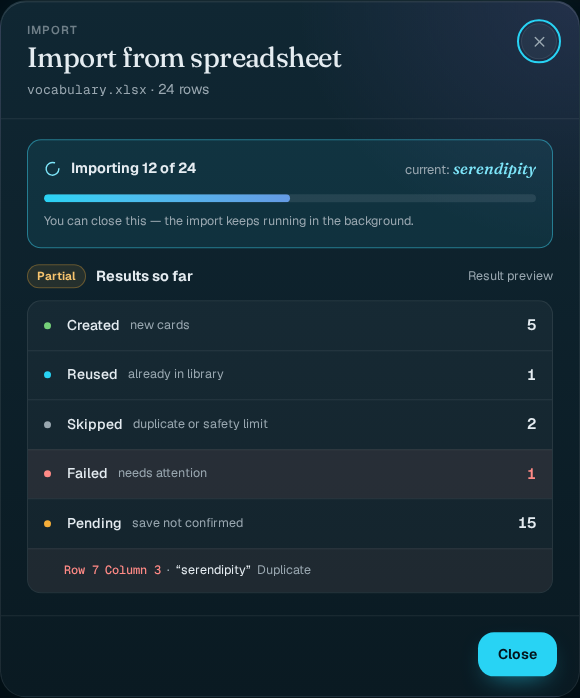 IMPORT
Import from spreadsheet
vocabulary.xlsx · 24 rows
Importing 12 of 24 current: serendipity
You can close this — the import keeps running in the background.
Partial Results so far Result preview
Created new cards 5
Reused already in library 1
Skipped duplicate or safety limit 2
Failed needs attention 1
Pending save not confirmed 15
Row 7 Column 3 · “serendipity” Duplicate
Close